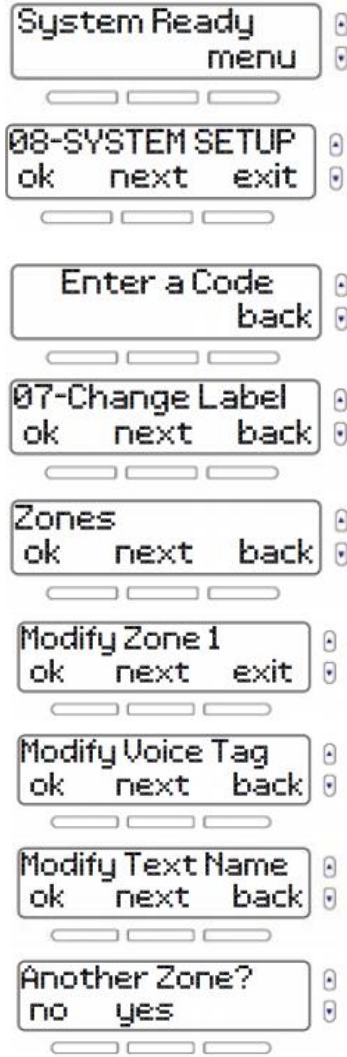 System Ready
menu
08-SYSTEM SETUP
ok next exit
Enter a Code
back
07-Change Label
ok next back
Zones
ok next back
Modify Zone 1
ok next exit
Modify Voice Tag
ok next back
Modify Text Name
ok next back
Another Zone?
no yes